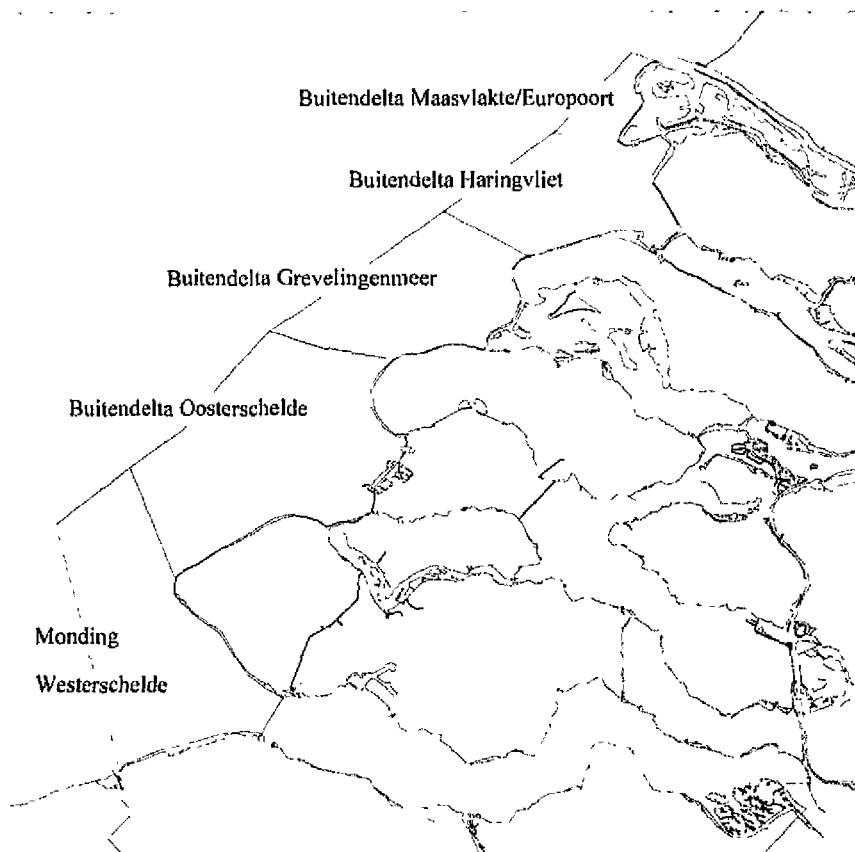 Buitendelta Maasvlakte/Europoort
Buitendelta Haringvliet
Buitendelta Grevelingenmeer
Buitendelta Oosterschelde
Monding
Westerschelde